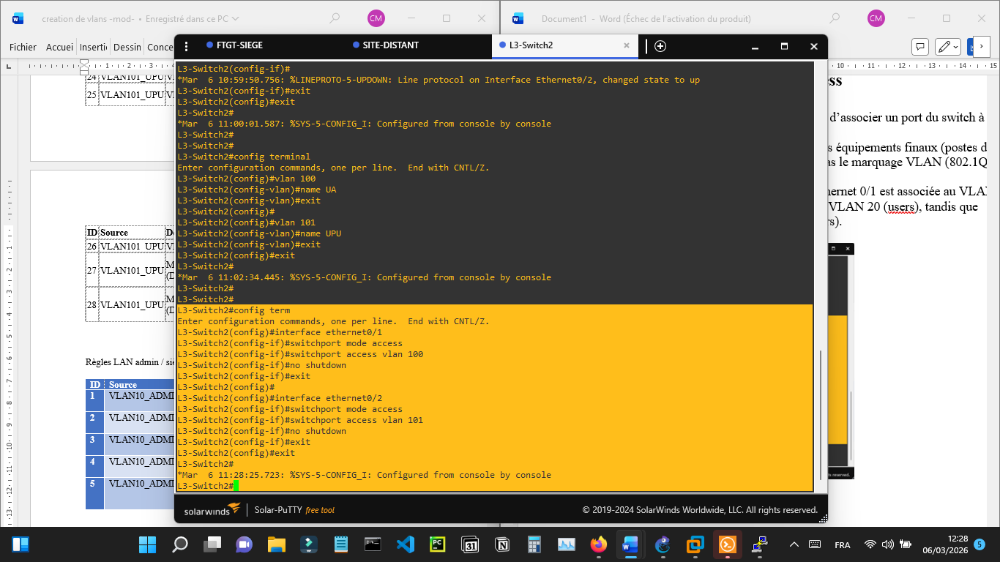 creation de vlans -mod-  •  Enregistré dans ce PC
CM
Document1  -  Word (Échec de l'activation du produit)
CM
Fichier Accuei Insertic Dessin Conce
FTGT-SIEGE
SITE-DISTANT
L3-Switch2
1 2
10 11 12 13 14 15
24 VLAN101_UPU
25 VLAN101_UPU
ID Source
26 VLAN101_UPU
27 VLAN101_UPU
28 VLAN101_UPU
Règles LAN admin / siè
ID Source
1 VLAN10_ADMI
2 VLAN10_ADMI
3 VLAN10_ADMI
4 VLAN10_ADMI
5 VLAN10_ADMI
L3-Switch2(config-if)#
*Mar  6 10:59:50.756: %LINEPROTO-5-UPDOWN: Line protocol on Interface Ethernet0/2, changed state to up
L3-Switch2(config-if)#exit
L3-Switch2(config)#exit
L3-Switch2#
*Mar  6 11:00:01.587: %SYS-5-CONFIG_I: Configured from console by console
L3-Switch2#
L3-Switch2#
L3-Switch2#config terminal
Enter configuration commands, one per line.  End with CNTL/Z.
L3-Switch2(config)#vlan 100
L3-Switch2(config-vlan)#name UA
L3-Switch2(config-vlan)#exit
L3-Switch2(config)#
L3-Switch2(config)#vlan 101
L3-Switch2(config-vlan)#name UPU
L3-Switch2(config-vlan)#exit
L3-Switch2(config)#exit
L3-Switch2#
*Mar  6 11:02:34.445: %SYS-5-CONFIG_I: Configured from console by console
L3-Switch2#
L3-Switch2#
L3-Switch2#config term
Enter configuration commands, one per line.  End with CNTL/Z.
L3-Switch2(config)#interface ethernet0/1
L3-Switch2(config-if)#switchport mode access
L3-Switch2(config-if)#switchport access vlan 100
L3-Switch2(config-if)#no shutdown
L3-Switch2(config-if)#exit
L3-Switch2(config)#
L3-Switch2(config)#interface ethernet0/2
L3-Switch2(config-if)#switchport mode access
L3-Switch2(config-if)#switchport access vlan 101
L3-Switch2(config-if)#no shutdown
L3-Switch2(config-if)#exit
L3-Switch2(config)#exit
L3-Switch2#
*Mar  6 11:28:25.723: %SYS-5-CONFIG_I: Configured from console by console
L3-Switch2#
solarwinds | Solar-PuTTY free tool
© 2019-2024 SolarWinds Worldwide, LLC. All rights reserved.
ess
d'associer un port du switch à
s équipements finaux (postes d
as le marquage VLAN (802.1Q
hernet 0/1 est associée au VLA
VLAN 20 (users), tandis que
rs).
FRA
12:28
06/03/2026
5